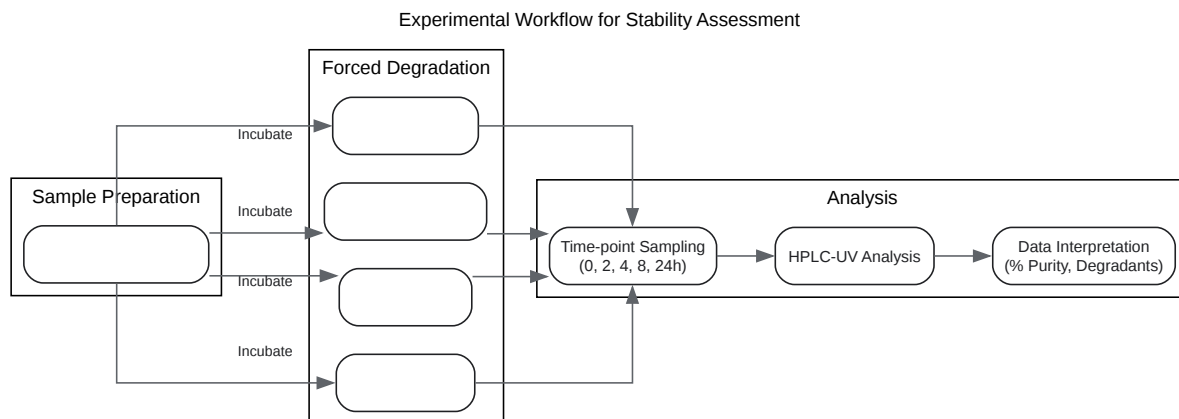 Experimental Workflow for Stability Assessment
Forced Degradation
Incubate
Sample Preparation
Incubate
Incubate
Incubate
Analysis
Time-point Sampling
(0, 2, 4, 8, 24h)
HPLC-UV Analysis
Data Interpretation
(% Purity, Degradants)